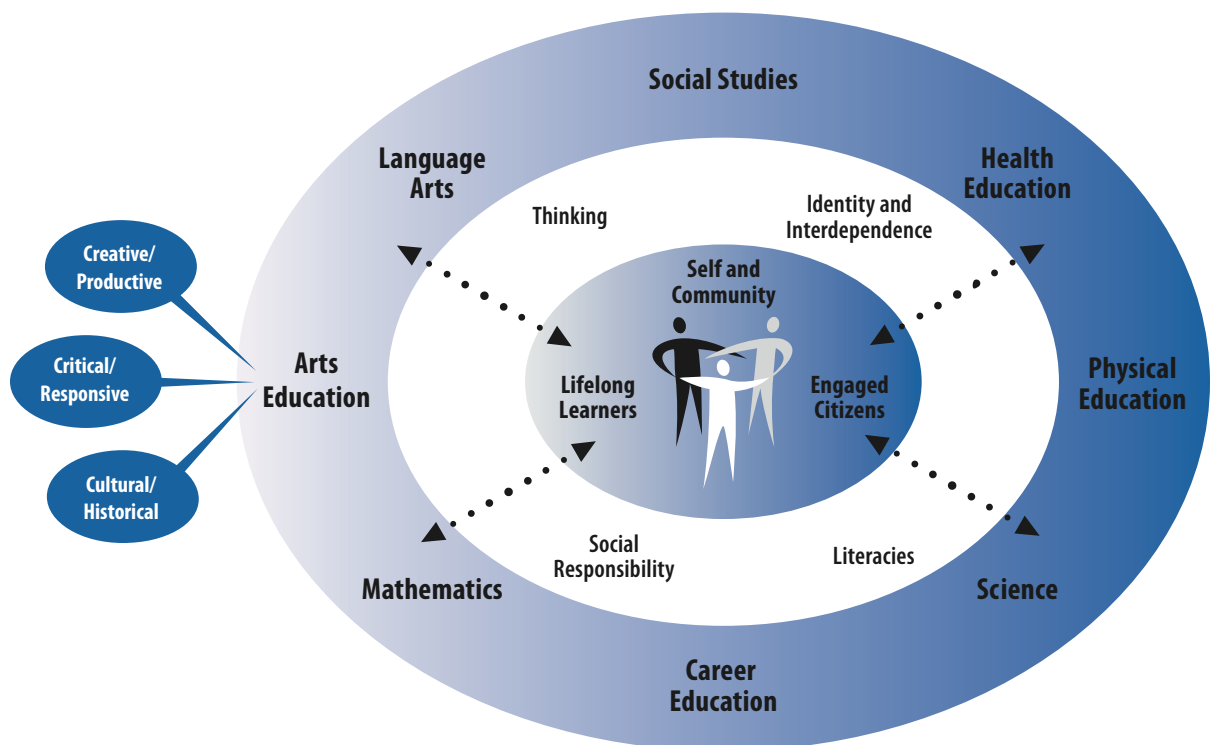 Social Studies
Language
Arts
Health
Education
Thinking
Identity and
Interdependence
Creative/
Productive
Self and
Community
Critical/
Responsive
Arts
Education
Lifelong
Learners
Engaged
Citizens
Physical
Education
Cultural/
Historical
Social
Responsibility
Literacies
Mathematics
Science
Career
Education